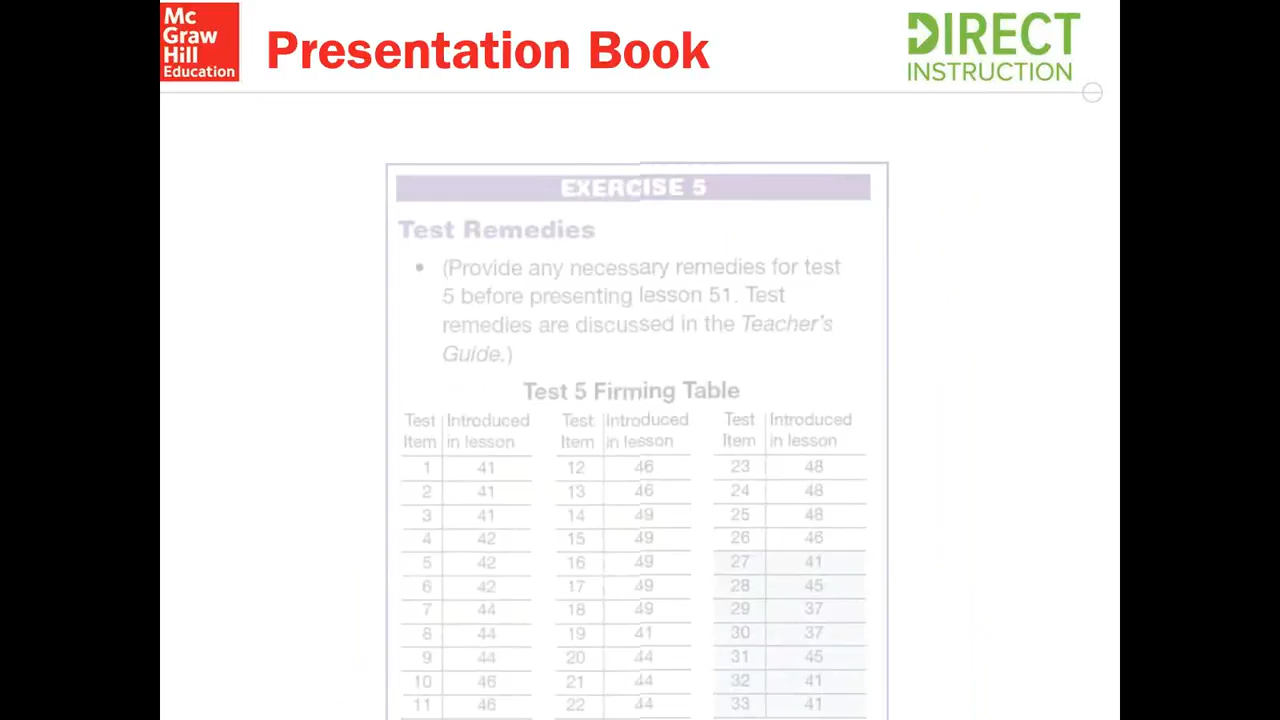 Mc
Graw
Hill
Education
Presentation Book
DIRECT
INSTRUCTION
EXERCISE 5
Test Remedies
• (Provide any necessary remedies for test
5 before presenting lesson 51. Test
remedies are discussed in the Teacher's
Guide.)
Test 5 Firming Table
Test Introduced Test Introduced Test Introduced
Item in lesson Item in lesson Item in lesson
1 41 12 46 23 48
2 41 13 46 24 48
3 41 14 49 25 48
4 42 15 49 26 46
5 42 16 49 27 41
6 42 17 49 28 45
7 44 18 49 29 37
8 44 19 41 30 37
9 44 20 44 31 45
10 46 21 44 32 41
11 46 22 44 33 41